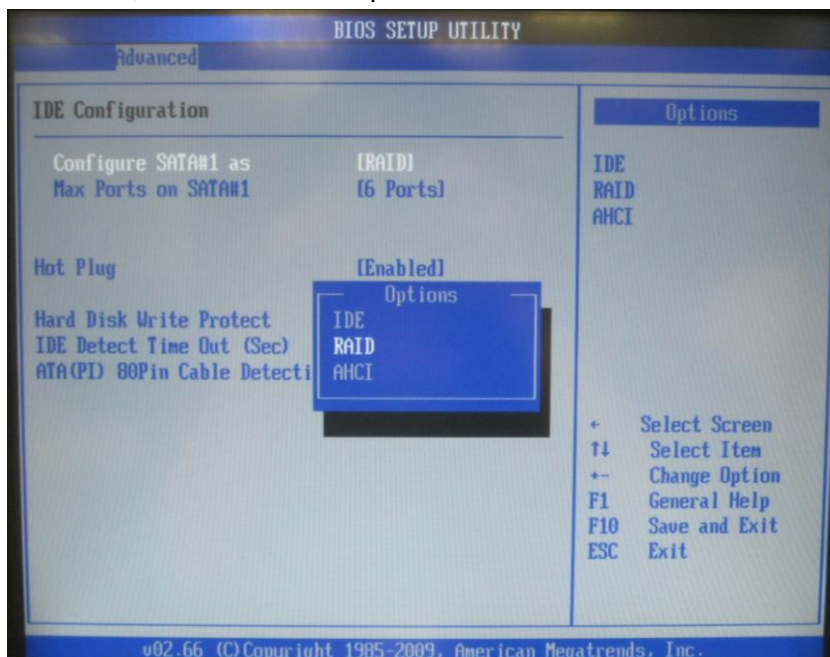 BIOS SETUP UTILITY
Advanced
IDE Configuration
Configure SATA#1 as [RAID]
Max Ports on SATA#1 [6 Ports]
Hot Plug [Enabled]
Hard Disk Write Protect
IDE Detect Time Out (Sec)
ATA(PI) 80Pin Cable Detecti
Options
IDE
RAID
AHCI
Options
IDE
RAID
AHCI
← Select Screen
↑↓ Select Item
+- Change Option
F1 General Help
F10 Save and Exit
ESC Exit
v02.66 (C)Copyright 1985-2009, American Megatrends, Inc.